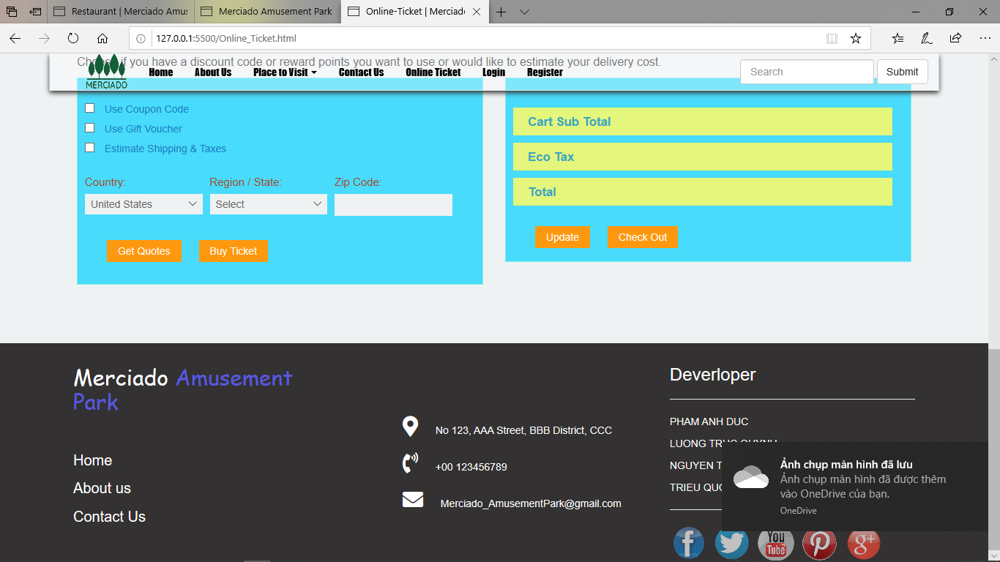 Restaurant | Merciado Amus
Merciado Amusement Park
Online-Ticket | Merciado
127.0.0.1:5500/Online_Ticket.html
Choose if you have a discount code or reward points you want to use or would like to estimate your delivery cost.
MERCIADO
Home About Us Place to Visit Contact Us Online Ticket Login Register
Search Submit
Use Coupon Code
Use Gift Voucher
Estimate Shipping & Taxes
Country: Region / State: Zip Code:
United States Select
Get Quotes Buy Ticket
Cart Sub Total
Eco Tax
Total
Update Check Out
Merciado Amusement
Park
Home
About us
Contact Us
No 123, AAA Street, BBB District, CCC
+00 123456789
Merciado_AmusementPark@gmail.com
Deverloper
PHAM ANH DUC
LUONG TRUC QUYNH
NGUYEN T
TRIEU QUO
Ảnh chụp màn hình đã lưu
Ảnh chụp màn hình đã được thêm
vào OneDrive của bạn.
OneDrive
You
Tube
g+